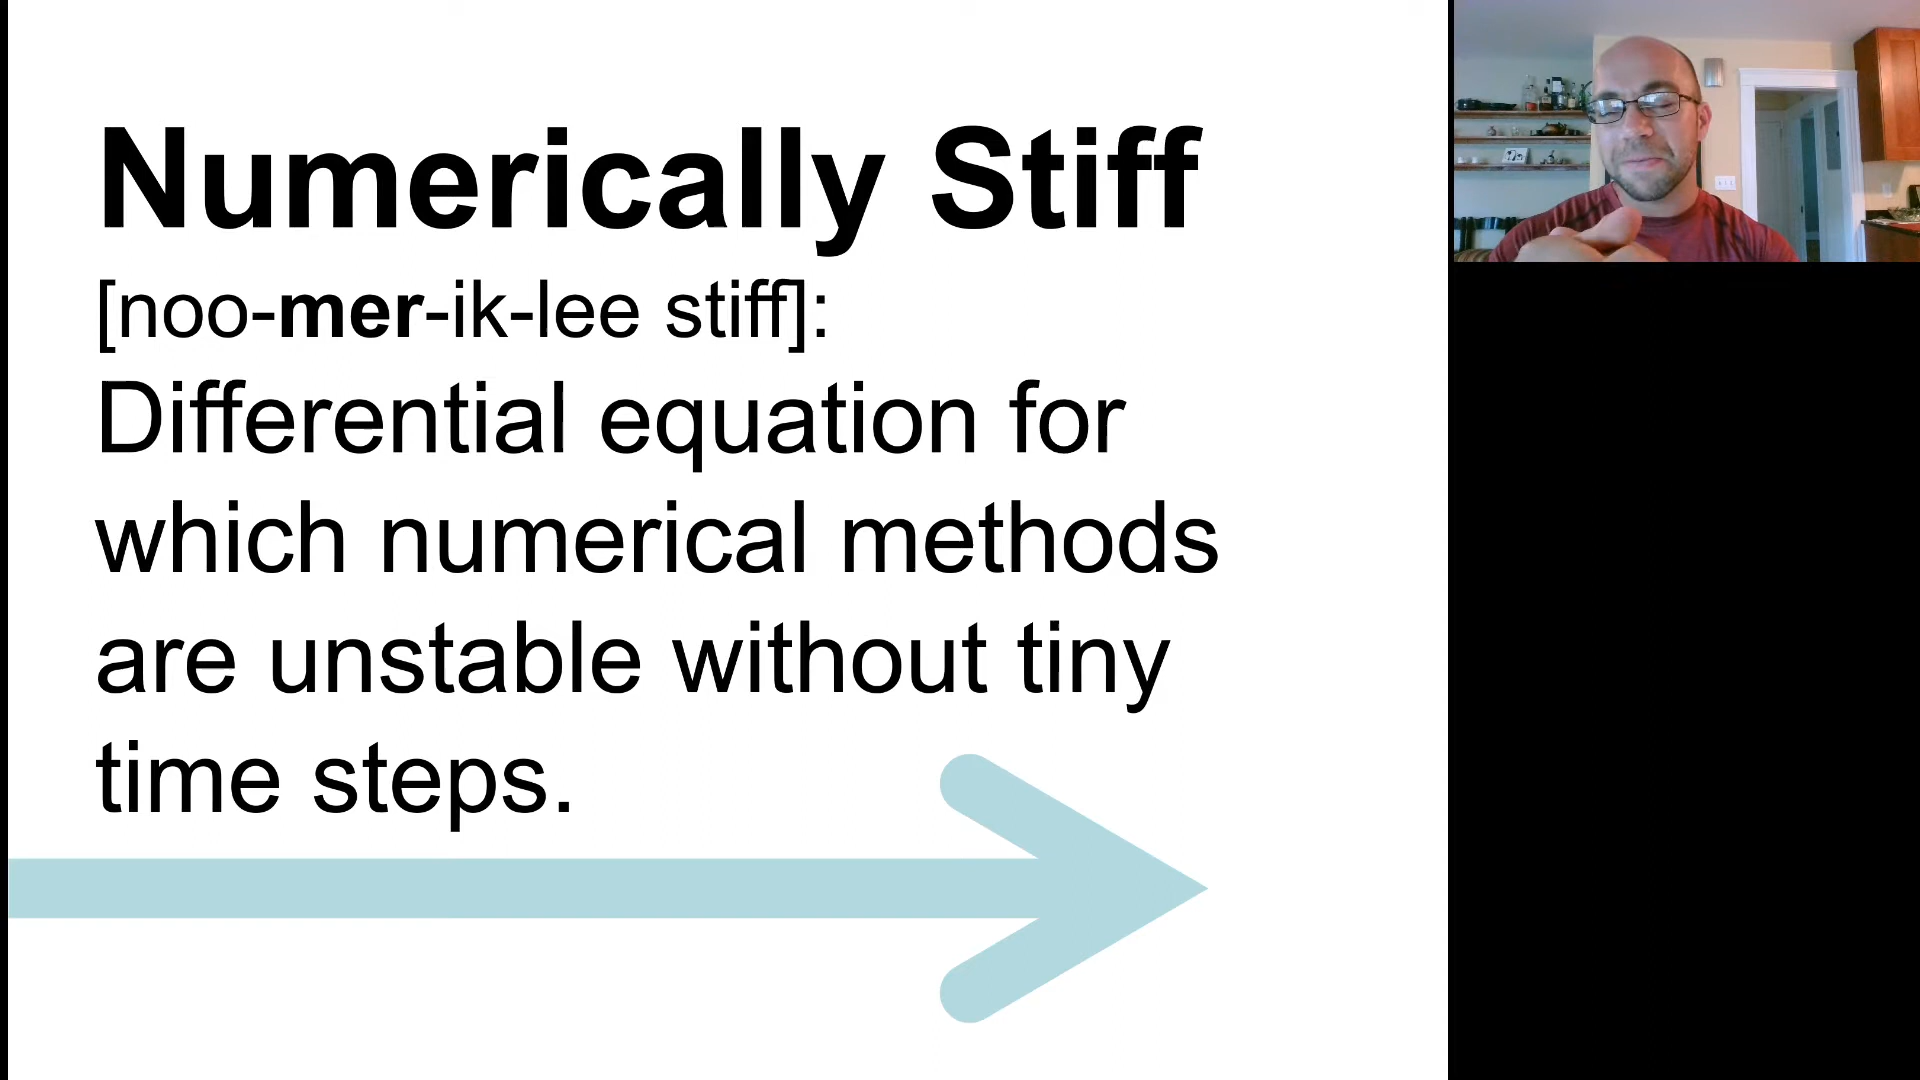 Numerically Stiff
[noo-mer-ik-lee stiff]:
Differential equation for
which numerical methods
are unstable without tiny
time steps.